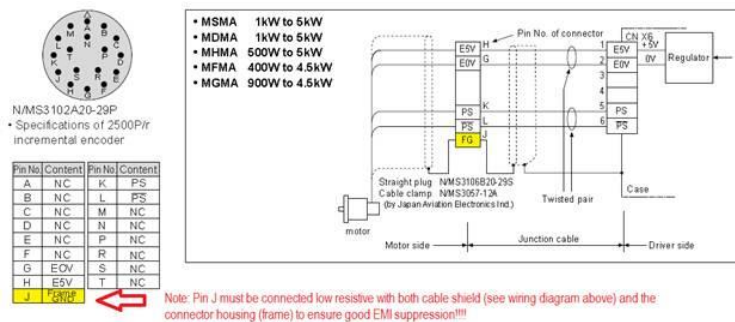 A
L M N B C
K T P D
J S R E
H G F
N/MS3102A20-29P
• Specifications of 2500P/r
incremental encoder
Pin No. Content Pin No. Content
A NC K PS
B NC L PS
C NC M NC
D NC N NC
E NC P NC
F NC R NC
G EOV S NC
H E5V T NC
J Frame GND
• MSMA 1kW to 5kW
• MDMA 1kW to 5kW
• MHMA 500W to 5kW
• MFMA 400W to 4.5kW
• MGMA 900W to 4.5kW
Pin No. of connector
CN X6
E5V H 1 E5V +5V
E0V G 2 E0V 0V
Regulator
3
4
PS K 5 PS
PS L 6 PS
FG J
Straight plug N/MS3106B20-29S
Cable clamp N/MS3057-12A
(by Japan Aviation Electronics Ind.)
Twisted pair
Case
motor
Motor side
Junction cable
Driver side
Note: Pin J must be connected low resistive with both cable shield (see wiring diagram above) and the
connector housing (frame) to ensure good EMI suppression!!!!